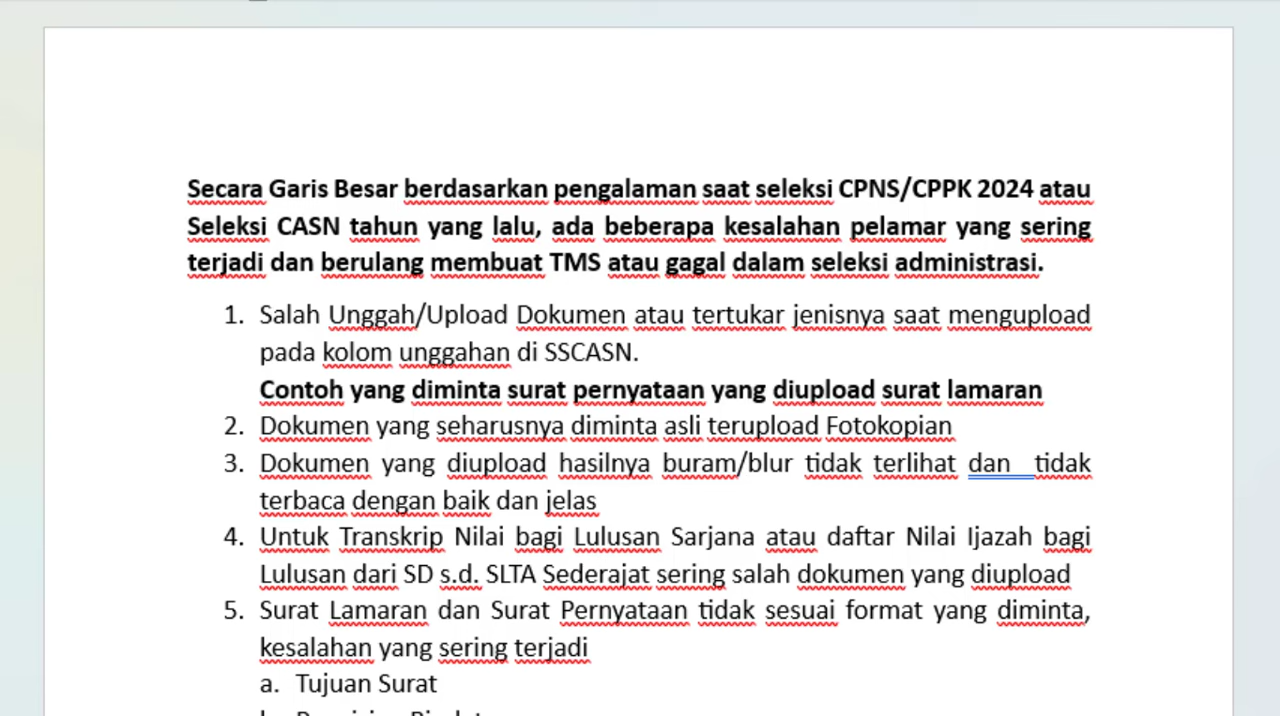 Secara Garis Besar berdasarkan pengalaman saat seleksi CPNS/CPPK 2024 atau
Seleksi CASN tahun yang lalu, ada beberapa kesalahan pelamar yang sering
terjadi dan berulang membuat TMS atau gagal dalam seleksi administrasi.
1. Salah Unggah/Upload Dokumen atau tertukar jenisnya saat mengupload
pada kolom unggahan di SSCASN.
Contoh yang diminta surat pernyataan yang diupload surat lamaran
2. Dokumen yang seharusnya diminta asli terupload Fotokopian
3. Dokumen yang diupload hasilnya buram/blur tidak terlihat dan tidak
terbaca dengan baik dan jelas
4. Untuk Transkrip Nilai bagi Lulusan Sarjana atau daftar Nilai Ijazah bagi
Lulusan dari SD s.d. SLTA Sederajat sering salah dokumen yang diupload
5. Surat Lamaran dan Surat Pernyataan tidak sesuai format yang diminta,
kesalahan yang sering terjadi
a. Tujuan Surat